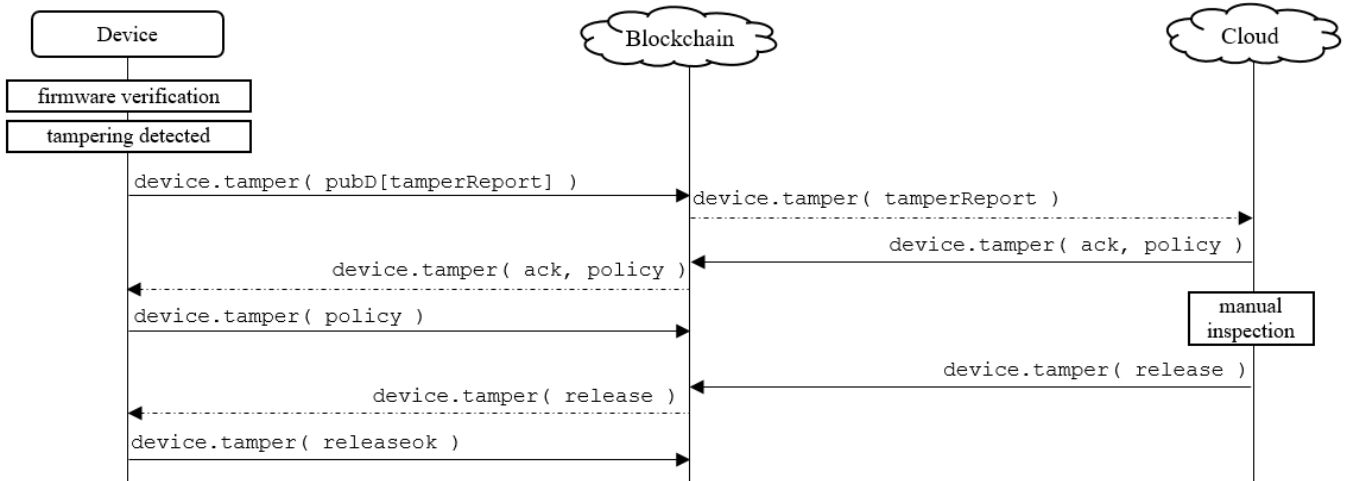 Device
Blockchain
Cloud
firmware verification
tampering detected
device.tamper( pubD[tamperReport] )
device.tamper( tamperReport )
device.tamper( ack, policy )
device.tamper( ack, policy )
device.tamper( policy )
manual
inspection
device.tamper( release )
device.tamper( release )
device.tamper( releaseok )